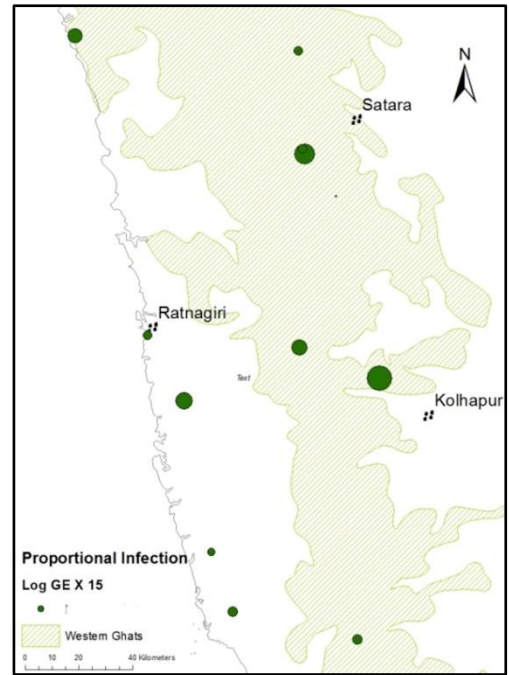 N
Satara
Ratnagiri
Text
Kolhapur
Proportional Infection
Log GE X 15
Western Ghats
0 10 20 40 Kilometers